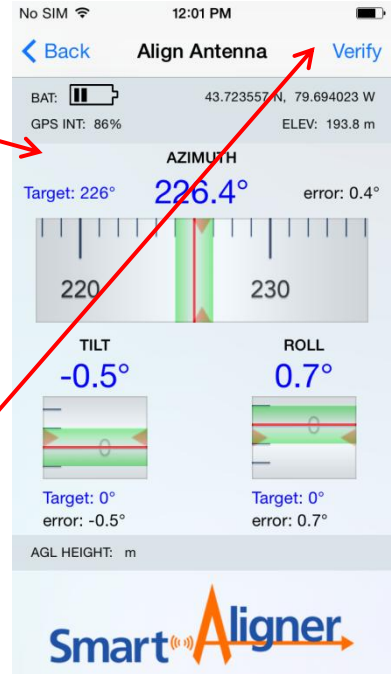 No SIM 12:01 PM
Back Align Antenna Verify
BAT: 43.723557 N, 79.694023 W
GPS INT: 86% ELEV: 193.8 m
AZIMUTH
Target: 226° 226.4° error: 0.4°
220 230
TILT ROLL
-0.5° 0.7°
0 0
Target: 0° Target: 0°
error: -0.5° error: 0.7°
AGL HEIGHT: m
Smart Aligner